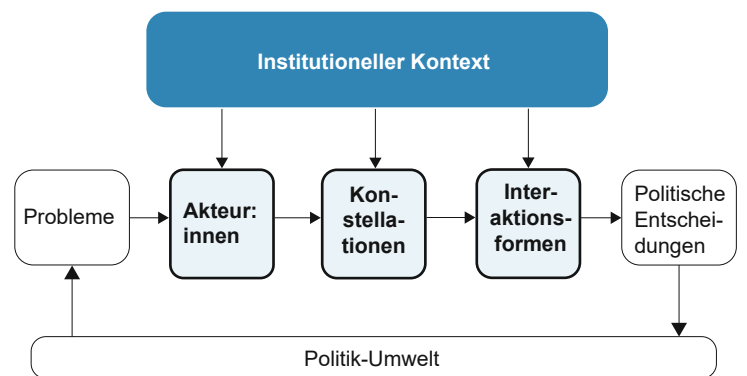 Institutioneller Kontext
Probleme
Akteur:
innen
Kon-
stella-
tionen
Inter-
aktions-
formen
Politische
Entschei-
dungen
Politik-Umwelt